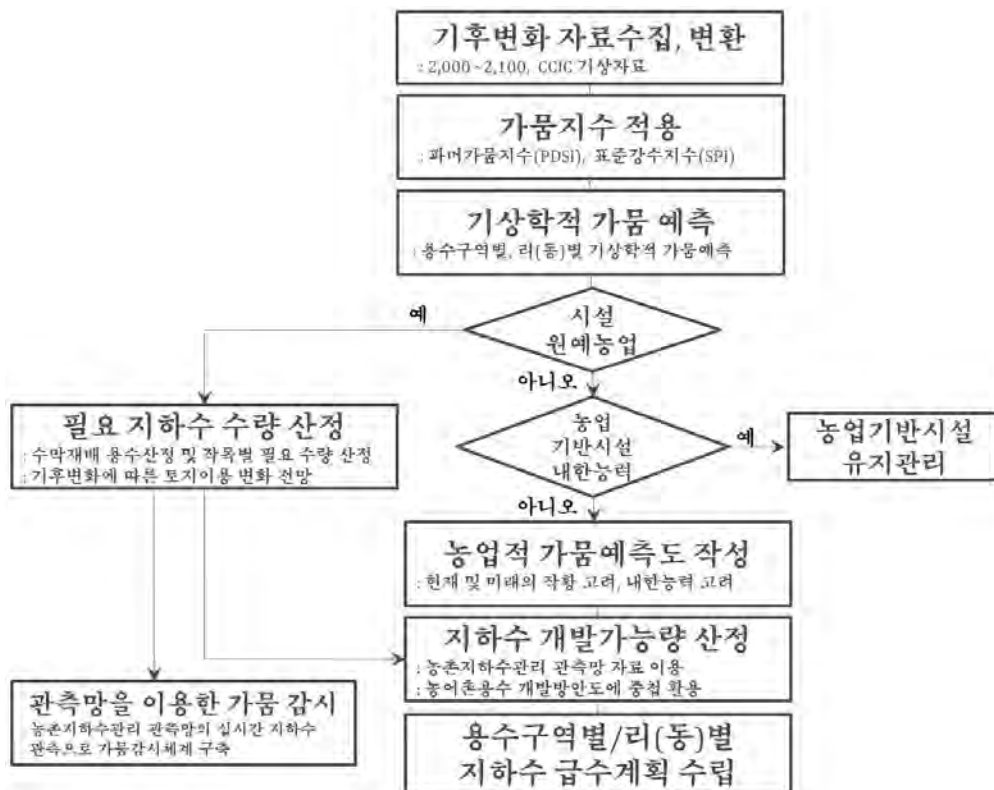 기후변화 자료수집, 변환
: 2,000~2,100, CCIC 기상자료
가뭄지수 적용
: 파머가뭄지수(PDSI), 표준강수지수(SPI)
기상학적 가뭄 예측
: 용수구역별, 리(동)별 기상학적 가뭄예측
예
시설
원예농업
아니오
필요 지하수 수량 산정
: 수막재배 용수산정 및 작목별 필요 수량 산정
: 기후변화에 따른 토지이용 변화 전망
농업
기반시설
내한능력
예
농업기반시설
유지관리
아니오
농업적 가뭄예측도 작성
: 현재 및 미래의 작황 고려, 내한능력 고려
지하수 개발가능량 산정
: 농촌지하수관리 관측망 자료 이용
: 농어촌용수 개발방안도에 중첩 활용
관측망을 이용한 가뭄 감시
: 농촌지하수관리 관측망의 실시간 지하수
관측으로 가뭄감시체계 구축
용수구역별/리(동)별
지하수 급수계획 수립